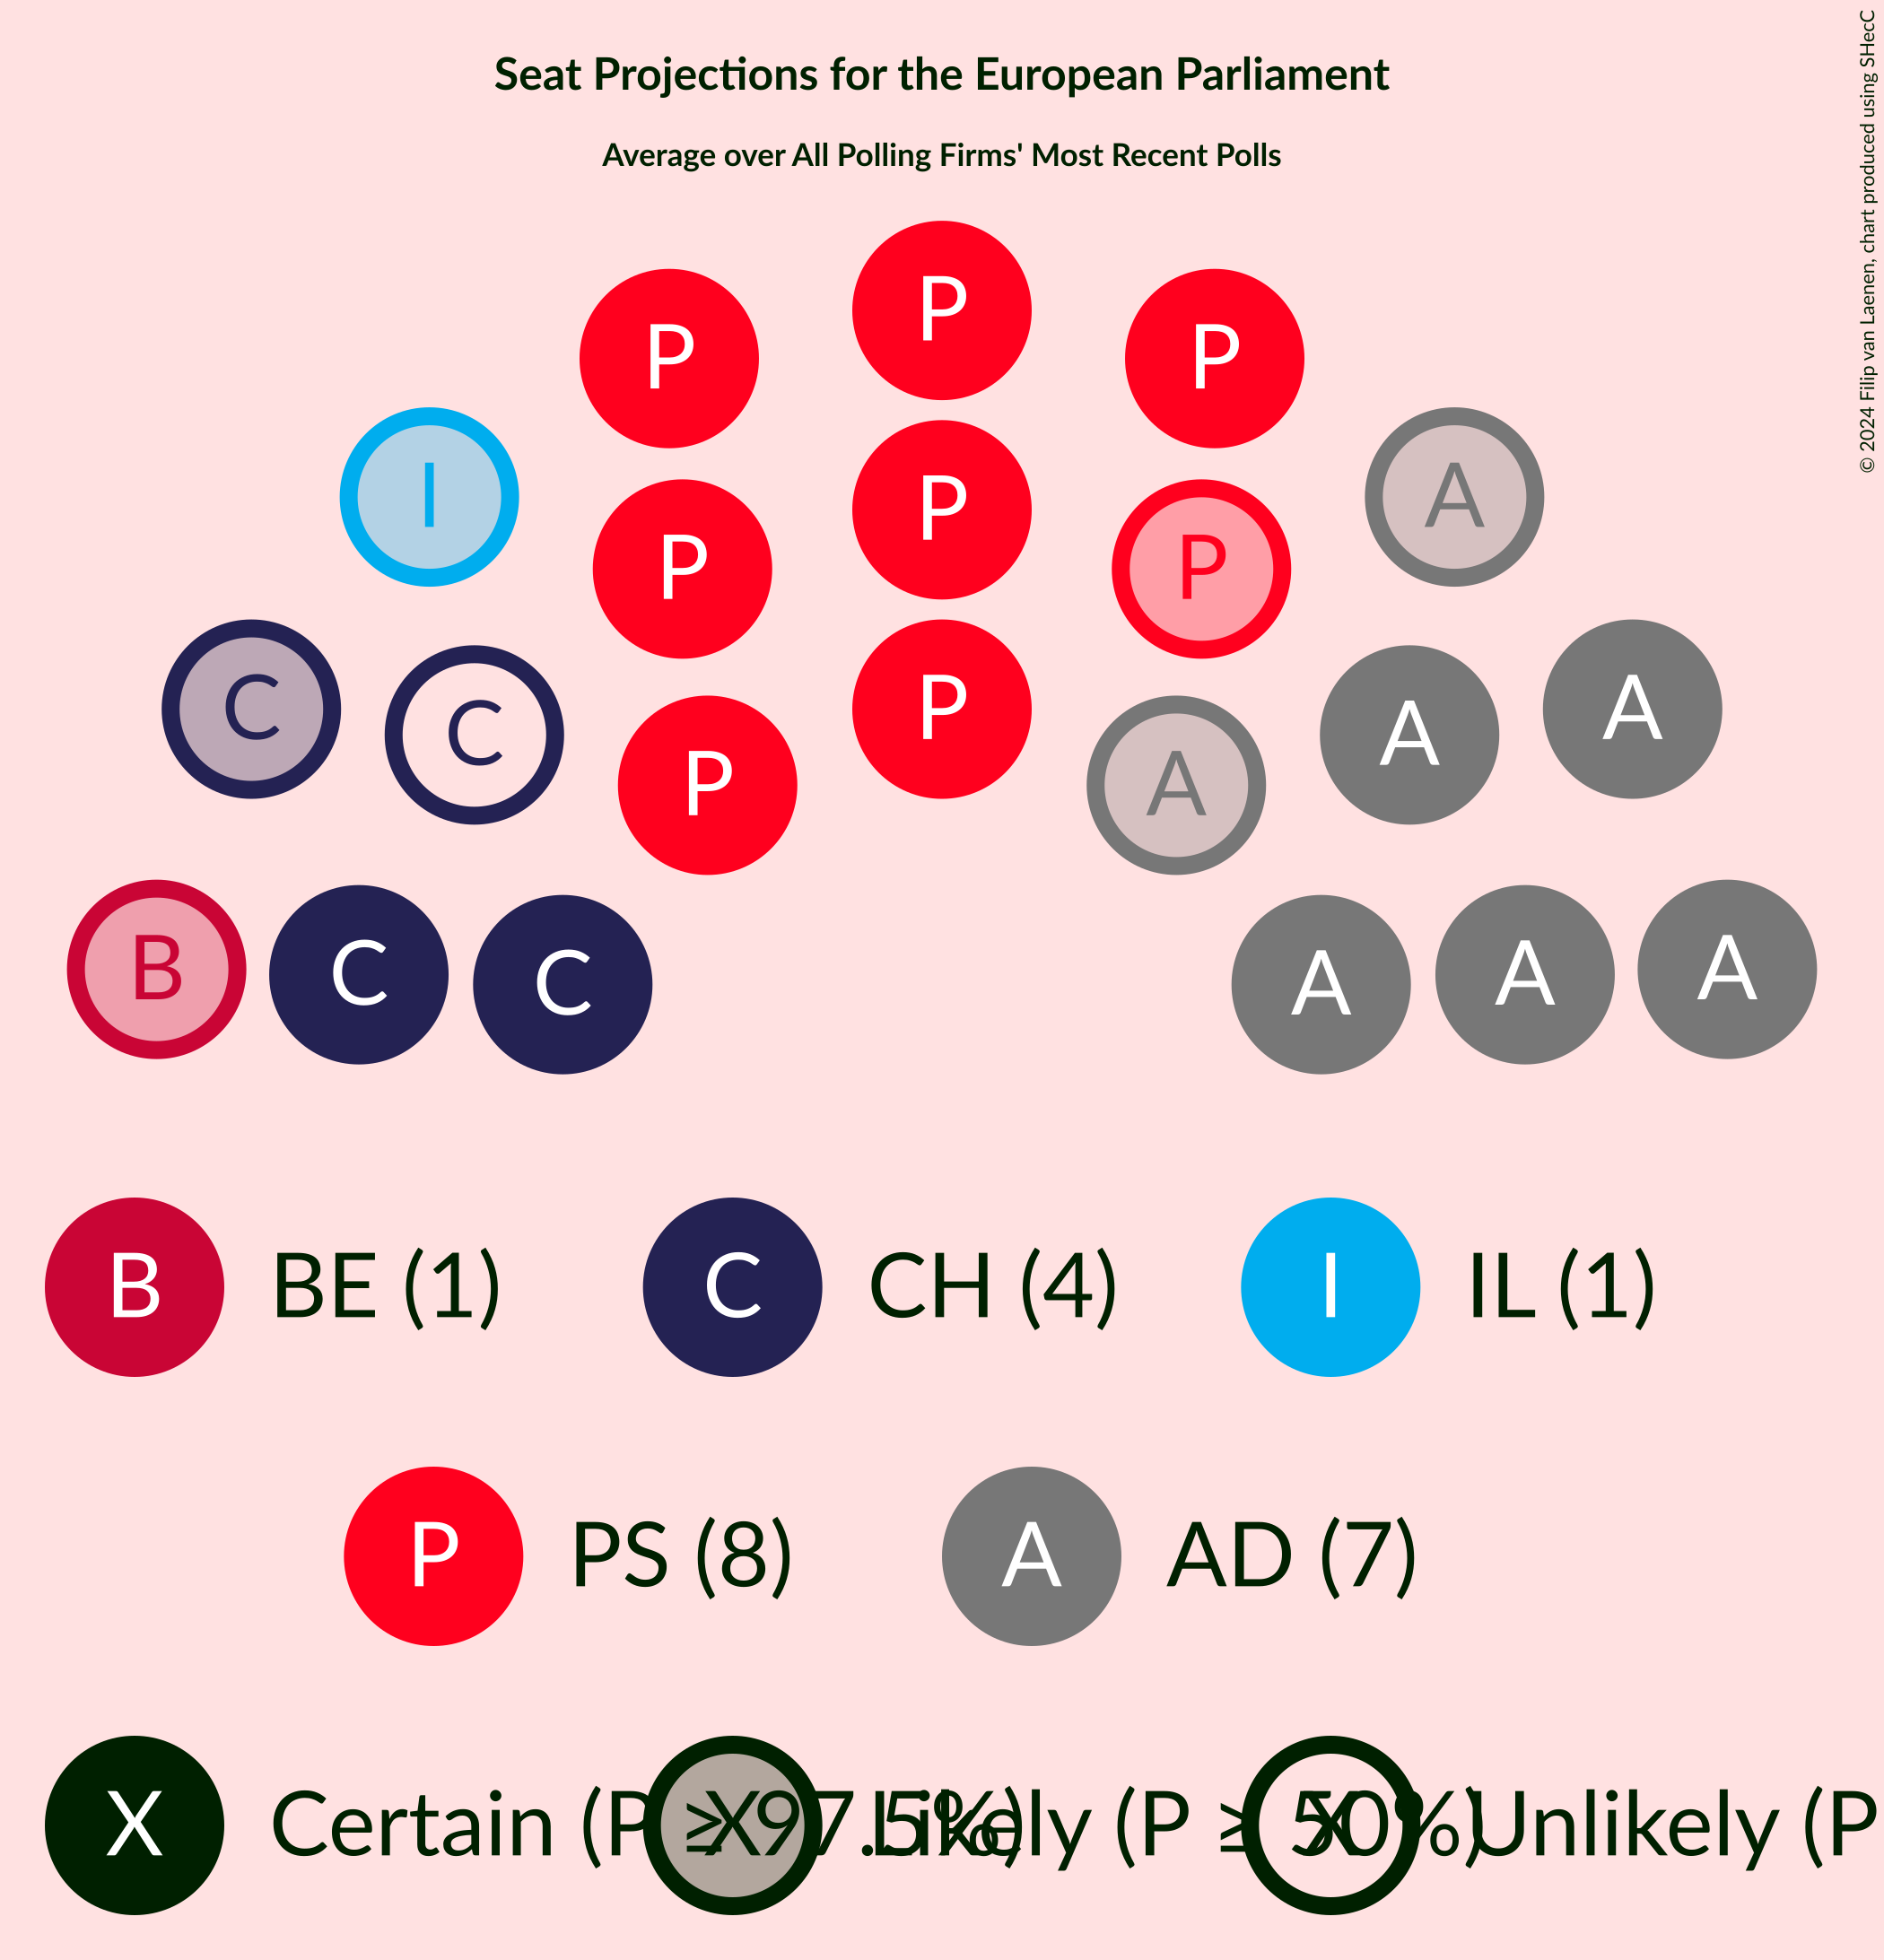 Seat Projections for the European Parliament
Average over All Polling Firms' Most Recent Polls
© 2024 Filip van Laenen, chart produced using SHecC
P
P P
P
I A
P P
P
C A
C A
P A
B A
C A
C A
B BE (1) C CH (4) I IL (1)
P PS (8) A AD (7)
X Certain (P ≥ 97.5%) X Likely (P ≥ 50%) X Unlikely (P